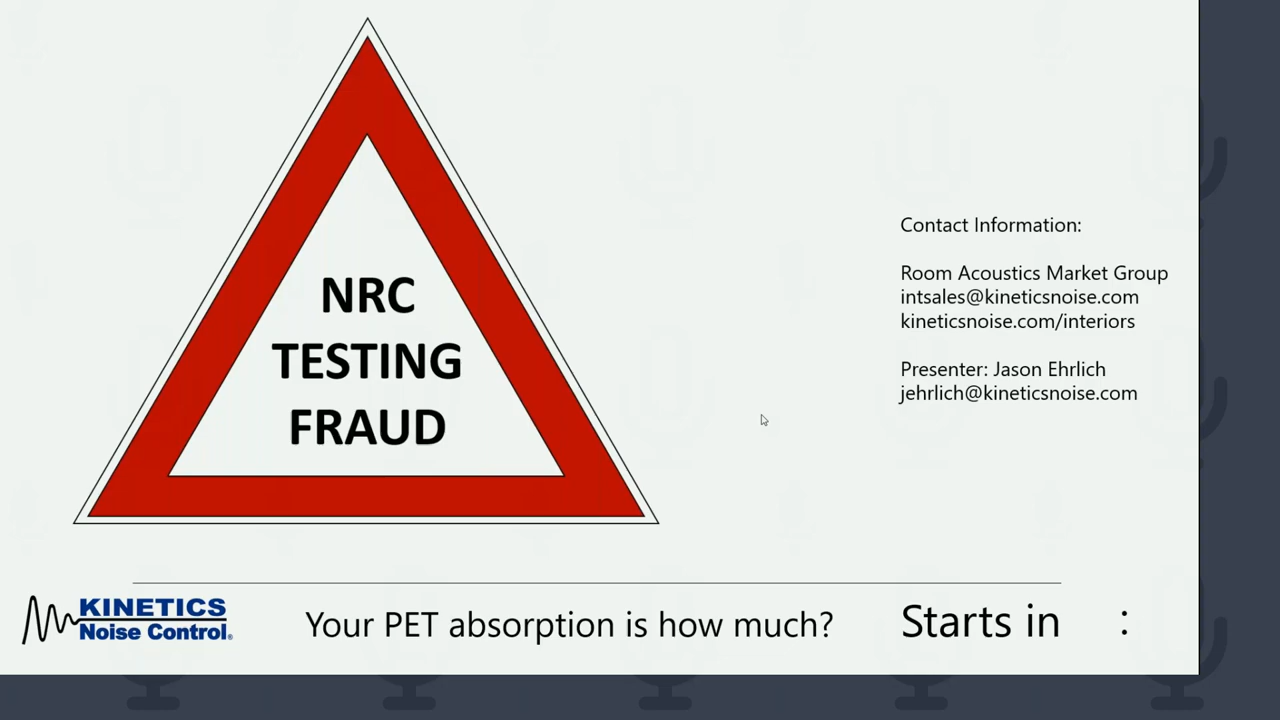 NRC
TESTING
FRAUD
Contact Information:
Room Acoustics Market Group
intsales@kineticsnoise.com
kineticsnoise.com/interiors
Presenter: Jason Ehrlich
jehrlich@kineticsnoise.com
KINETICS
Noise Control®
Your PET absorption is how much?
Starts in :